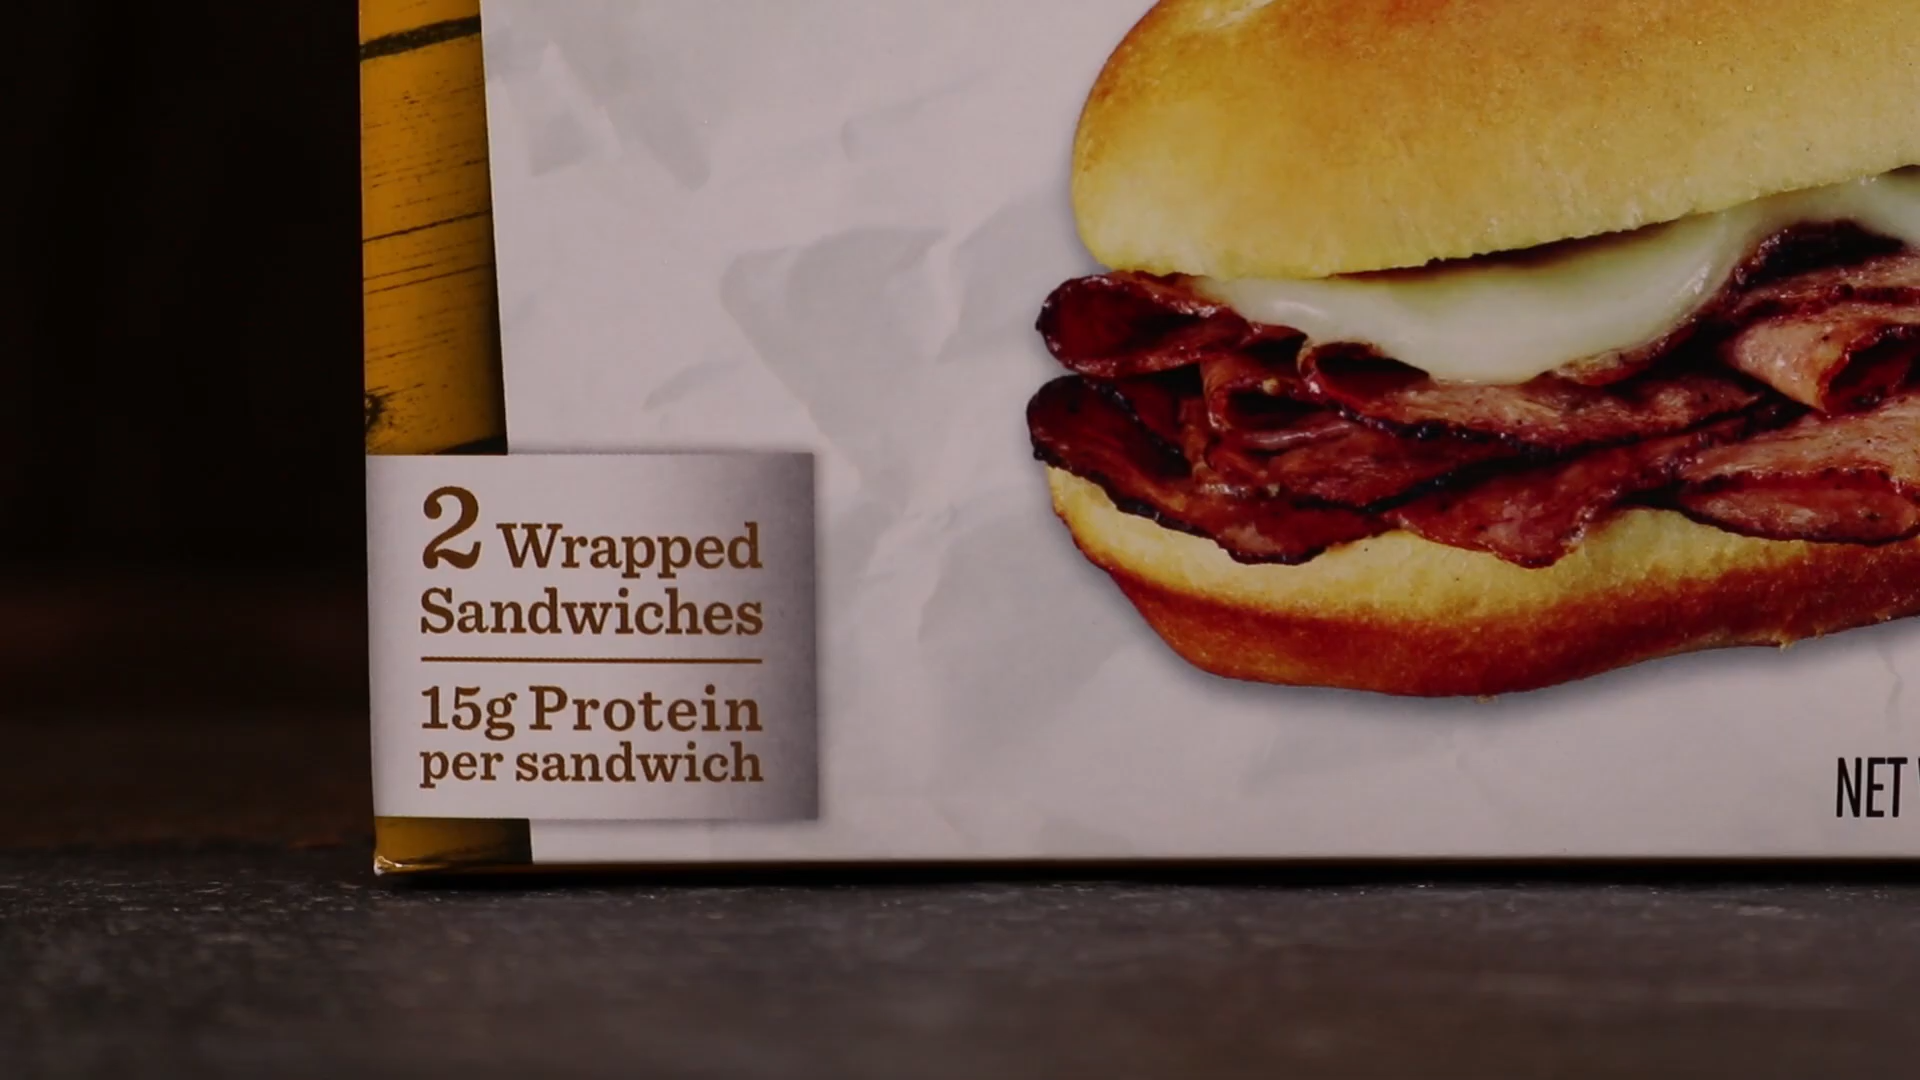 2 Wrapped
Sandwiches
15g Protein
per sandwich
NET